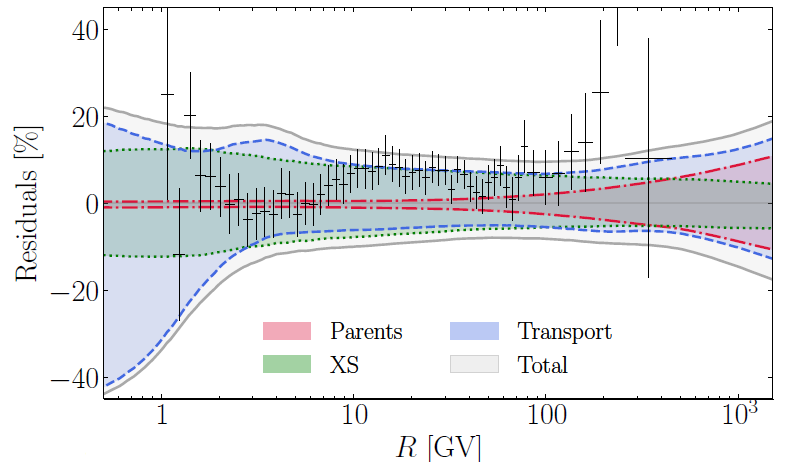 40
20
0
−20
−40
Residuals [%]
Parents
Transport
XS
Total
1
10
100
10³
R [GV]